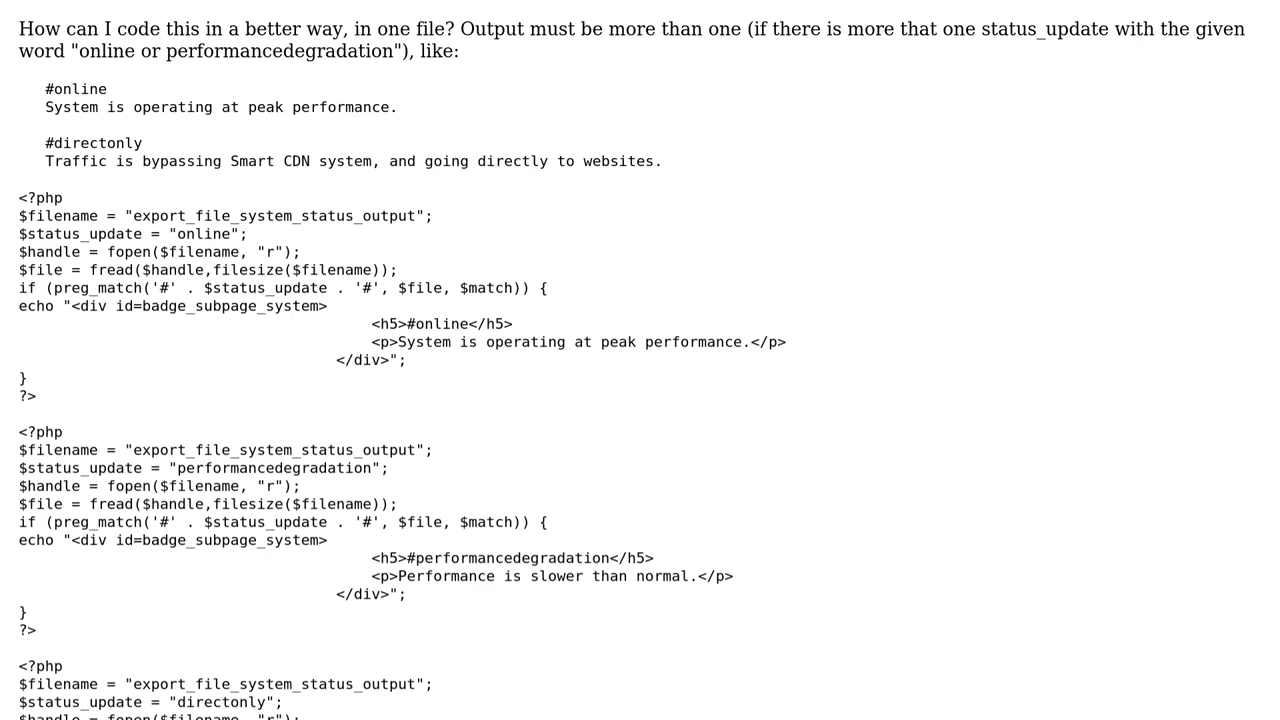 How can I code this in a better way, in one file? Output must be more than one (if there is more that one status_update with the given
word "online or performancedegradation"), like:
#online
System is operating at peak performance.
#directonly
Traffic is bypassing Smart CDN system, and going directly to websites.
<?php
$filename = "export_file_system_status_output";
$status_update = "online";
$handle = fopen($filename, "r");
$file = fread($handle,filesize($filename));
if (preg_match('#' . $status_update . '#', $file, $match)) {
echo "<div id=badge_subpage_system>
<h5>#online</h5>
<p>System is operating at peak performance.</p>
</div>";
}
?>
<?php
$filename = "export_file_system_status_output";
$status_update = "performancedegradation";
$handle = fopen($filename, "r");
$file = fread($handle,filesize($filename));
if (preg_match('#' . $status_update . '#', $file, $match)) {
echo "<div id=badge_subpage_system>
<h5>#performancedegradation</h5>
<p>Performance is slower than normal.</p>
</div>";
}
?>
<?php
$filename = "export_file_system_status_output";
$status_update = "directonly";
$handle = fopen($filename, "r");